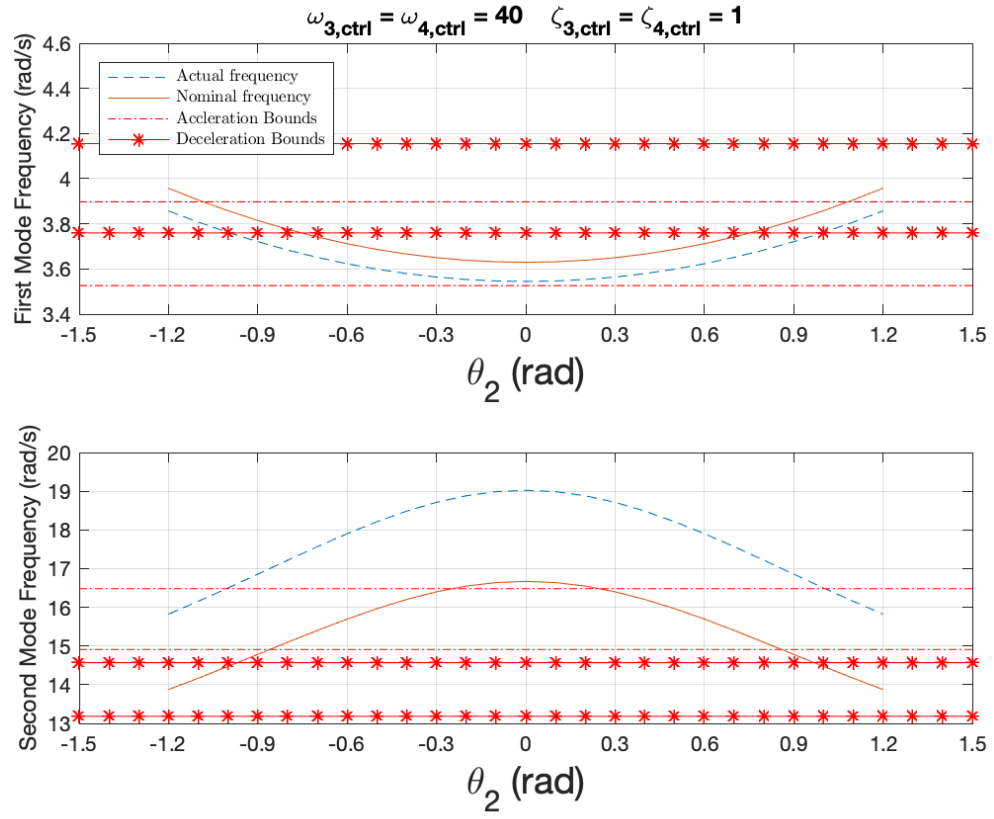 ω3,ctrl = ω4,ctrl = 40 ζ3,ctrl = ζ4,ctrl = 1
First Mode Frequency (rad/s)
4.6
4.4
4.2
4
3.8
3.6
3.4
Actual frequency
Nominal frequency
Accleration Bounds
Deceleration Bounds
-1.5 -1.2 -0.9 -0.6 -0.3 0 0.3 0.6 0.9 1.2 1.5
θ2 (rad)
Second Mode Frequency (rad/s)
20
19
18
17
16
15
14
13
-1.5 -1.2 -0.9 -0.6 -0.3 0 0.3 0.6 0.9 1.2 1.5
θ2 (rad)